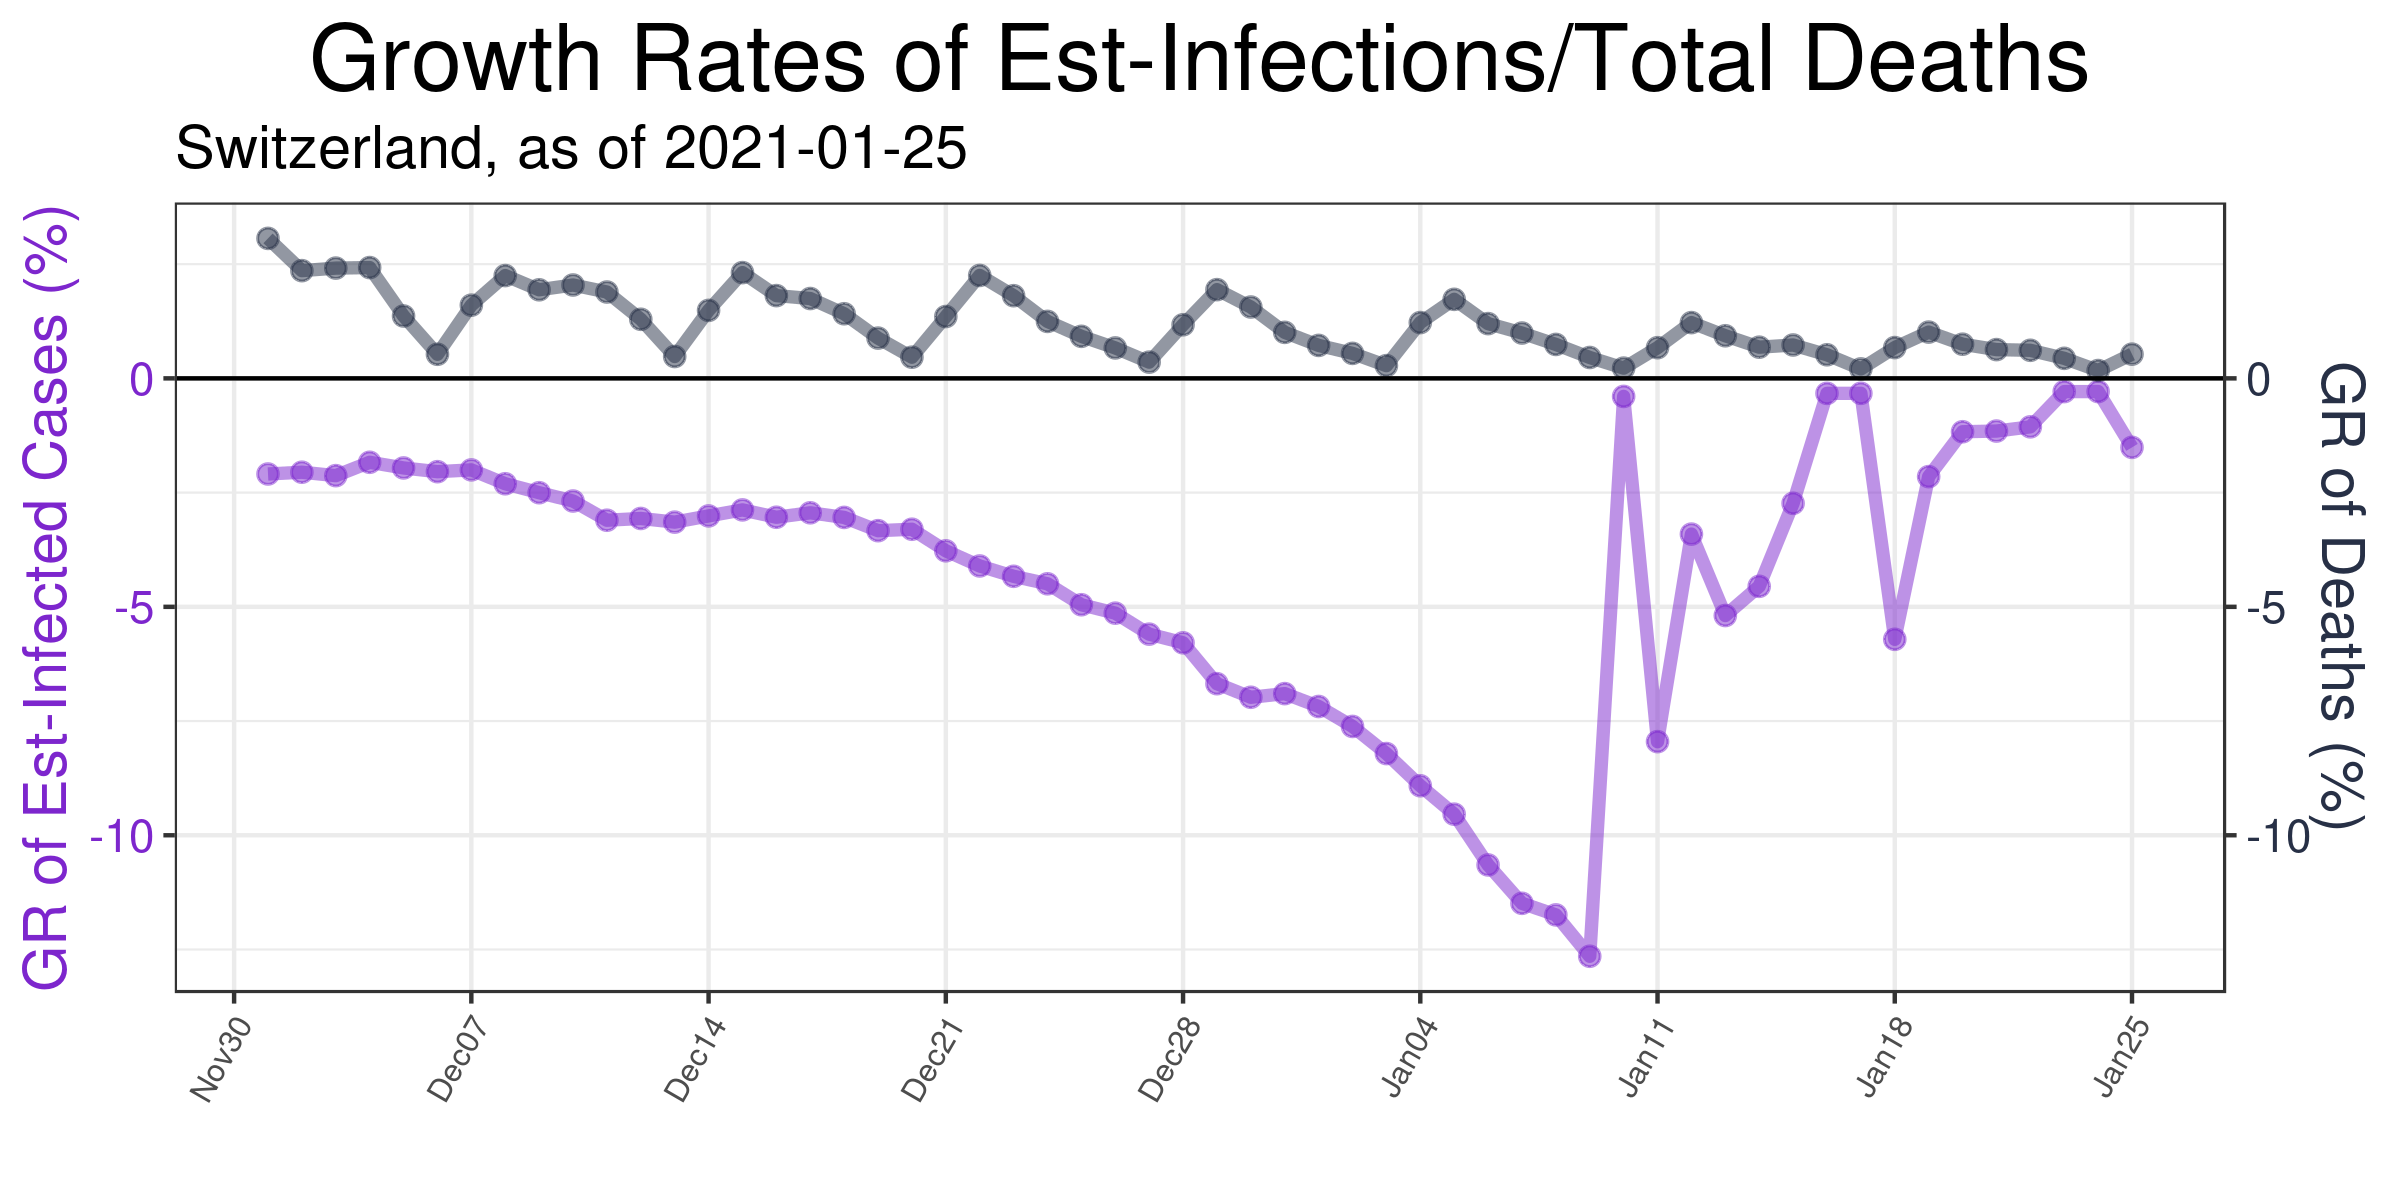 Growth Rates of Est-Infections/Total Deaths
Switzerland, as of 2021-01-25
GR of Est-Infected Cases (%)
0
-5
-10
0
-5
-10
GR of Deaths (%)
Nov30
Dec07
Dec14
Dec21
Dec28
Jan04
Jan11
Jan18
Jan25